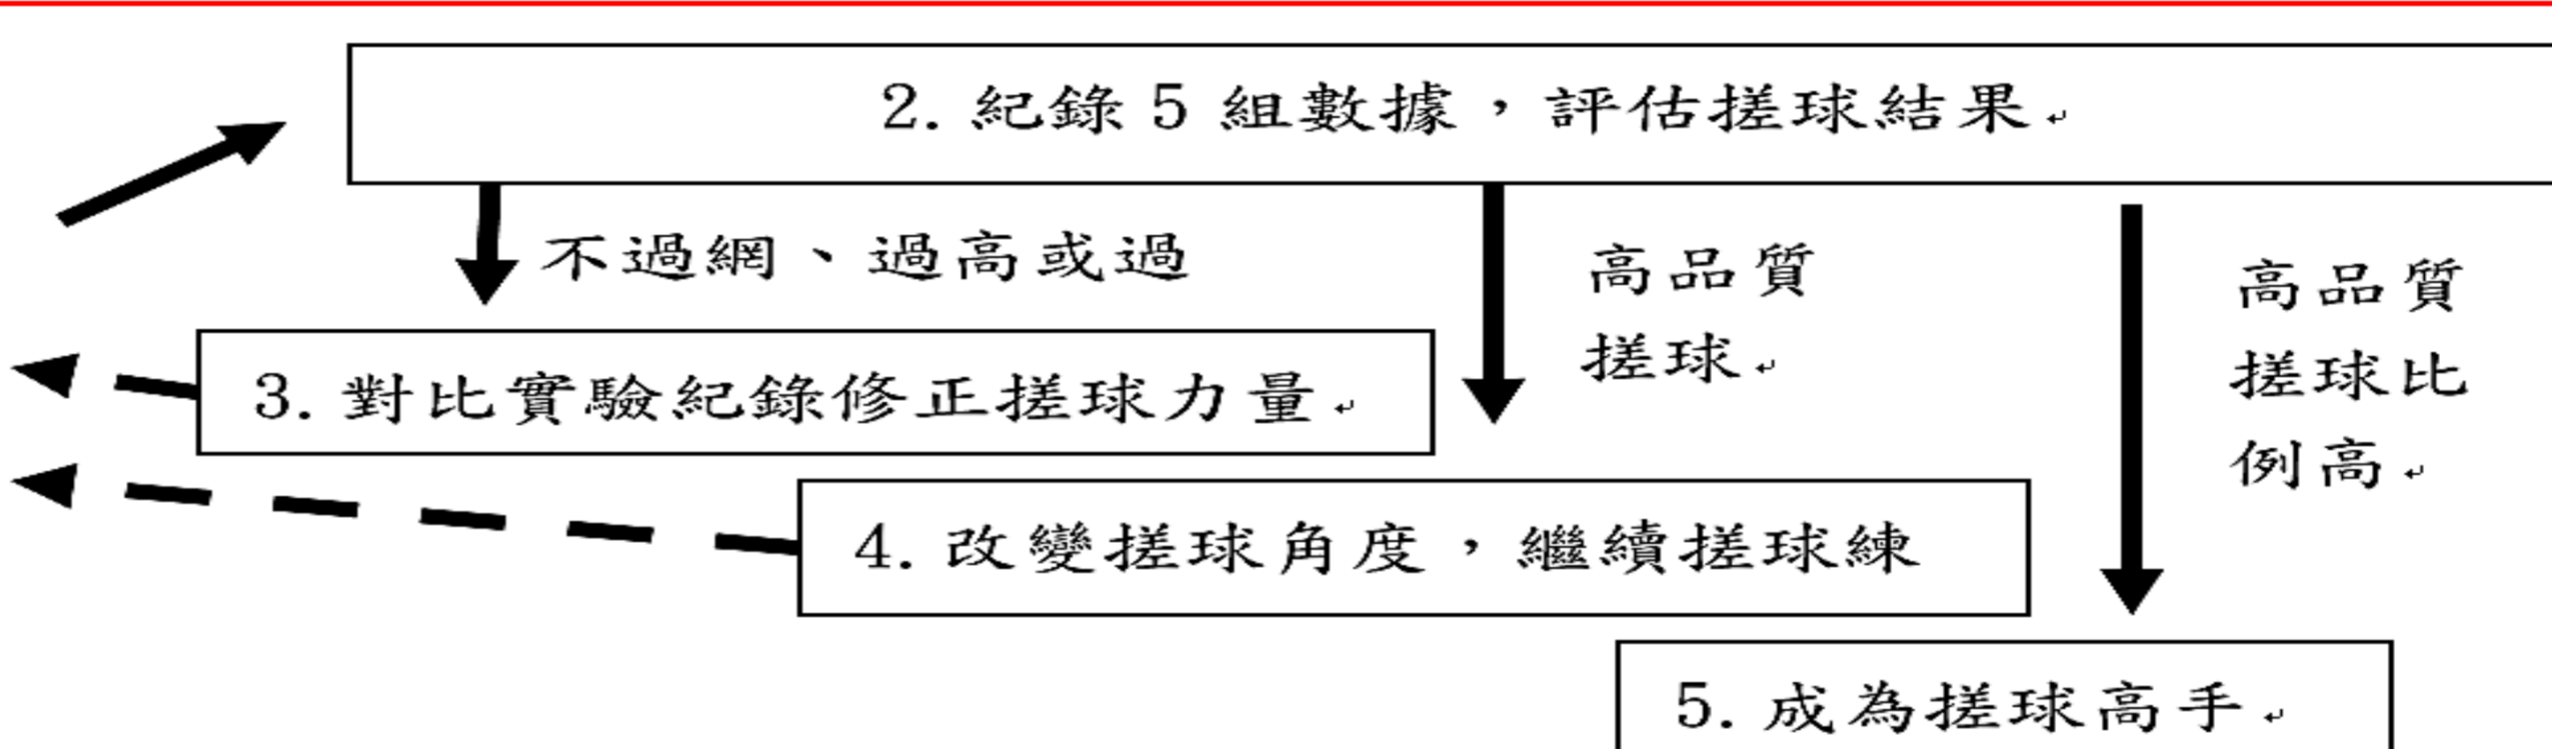 2. 紀錄 5 組數據，評估搓球結果
不過網、過高或過
高品質
搓球
高品質
搓球比
例高
3. 對比實驗紀錄修正搓球力量
4. 改變搓球角度，繼續搓球練
5. 成為搓球高手